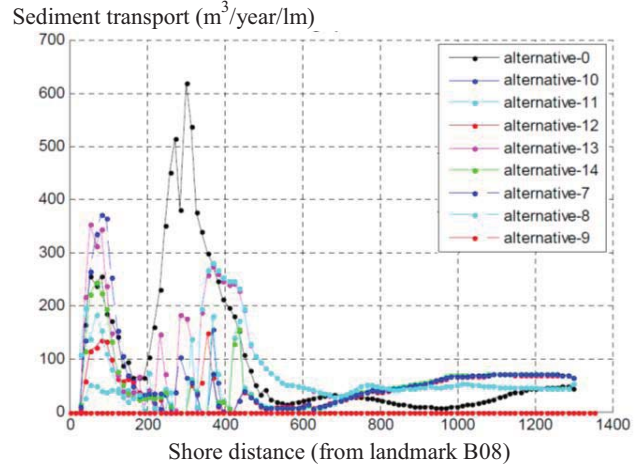 Sediment transport (m³/year/lm)
700
600
500
400
300
200
100
0
0 200 400 600 800 1000 1200 1400
alternative-0
alternative-10
alternative-11
alternative-12
alternative-13
alternative-14
alternative-7
alternative-8
alternative-9
Shore distance (from landmark B08)